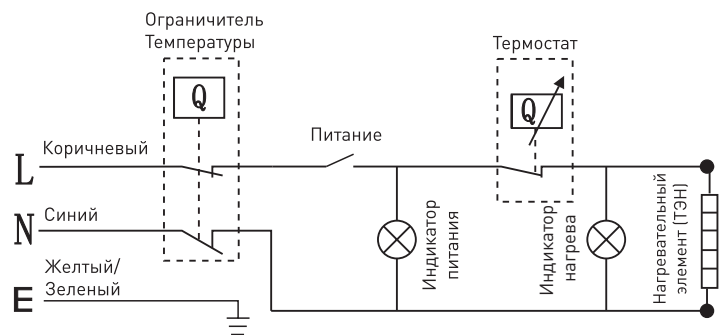 Ограничитель
Температуры
Q
Термостат
Q
Питание
L
Коричневый
N
Синий
Желтый/
E
Зеленый
Индикатор
питания
Индикатор
нагрева
Нагревательный
элемент (ТЭН)